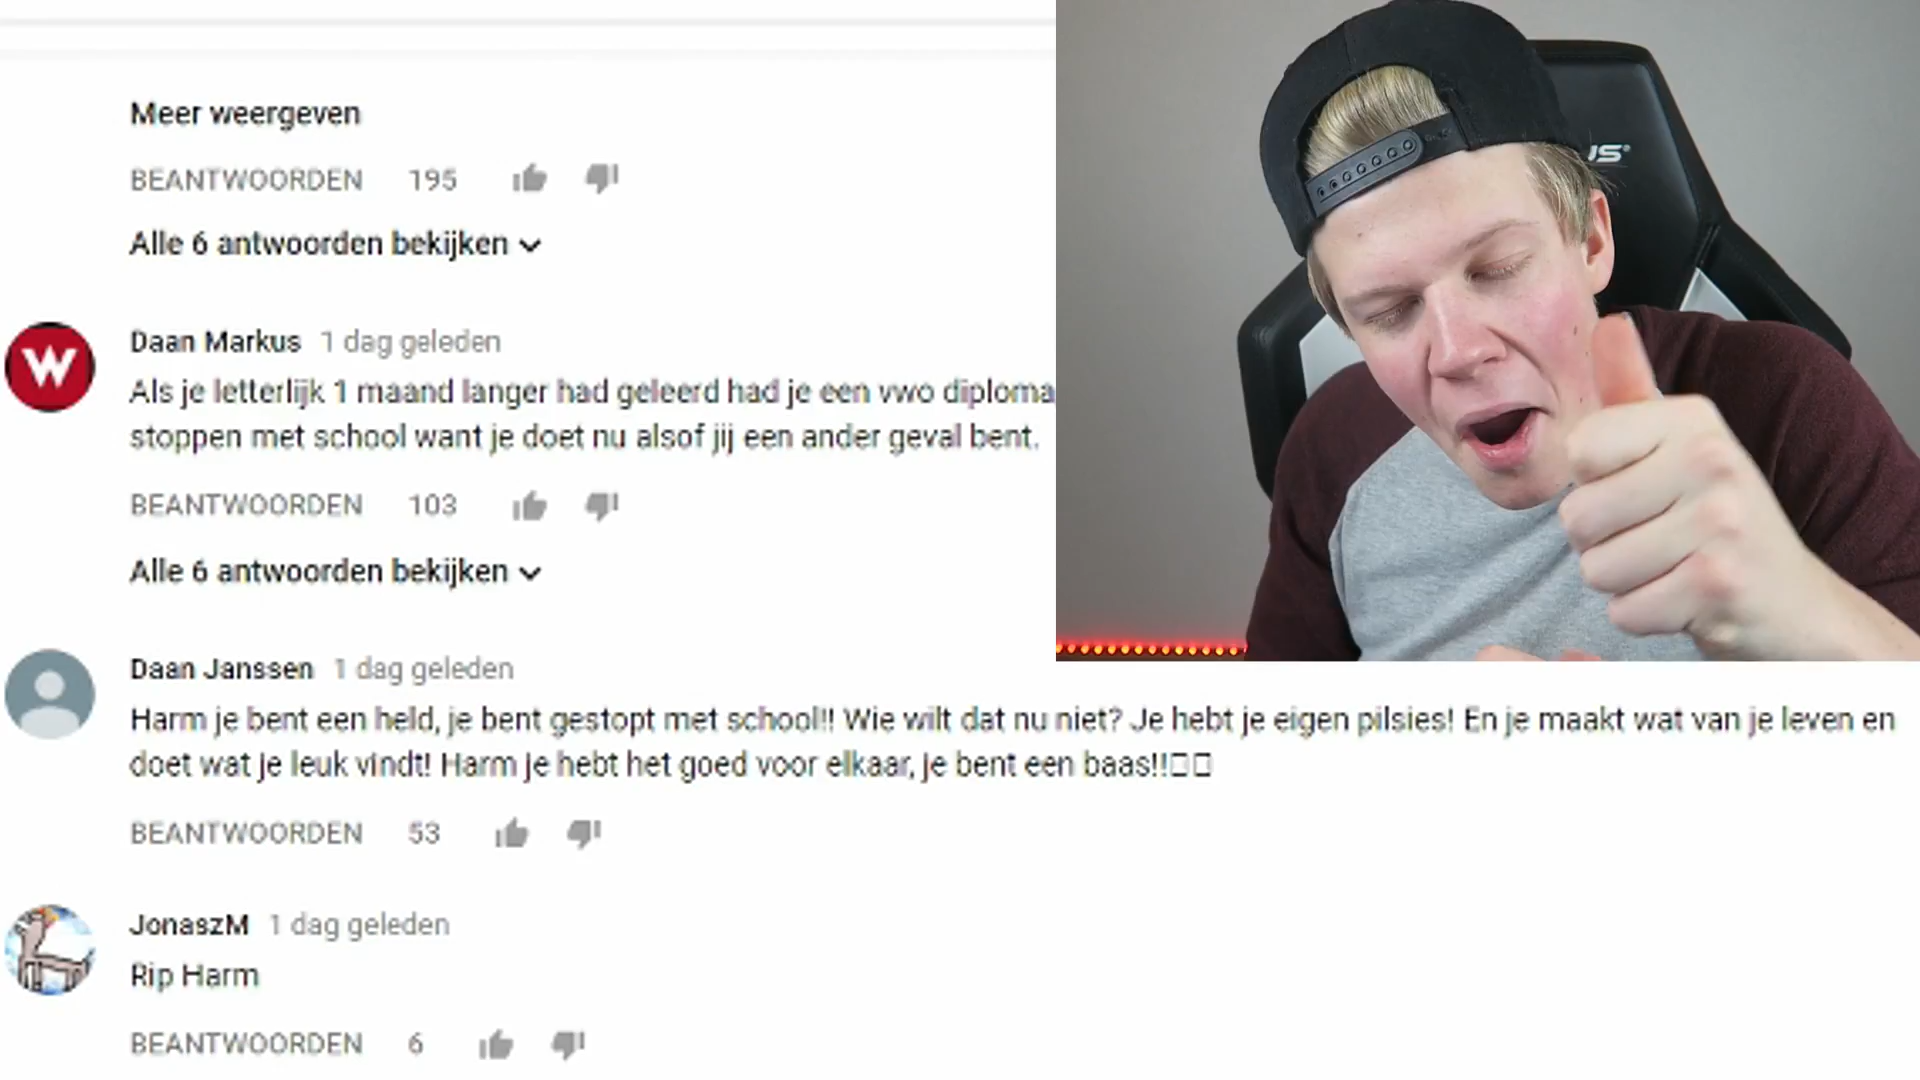 Meer weergeven
BEANTWOORDEN 195
Alle 6 antwoorden bekijken
Daan Markus 1 dag geleden
Als je letterlijk 1 maand langer had geleerd had je een vwo diploma
stoppen met school want je doet nu alsof jij een ander geval bent.
BEANTWOORDEN 103
Alle 6 antwoorden bekijken
Daan Janssen 1 dag geleden
Harm je bent een held, je bent gestopt met school!! Wie wilt dat nu niet? Je hebt je eigen pilsies! En je maakt wat van je leven en
doet wat je leuk vindt! Harm je hebt het goed voor elkaar, je bent een baas!!
JonaszM 1 dag geleden
Rip Harm
BEANTWOORDEN 6